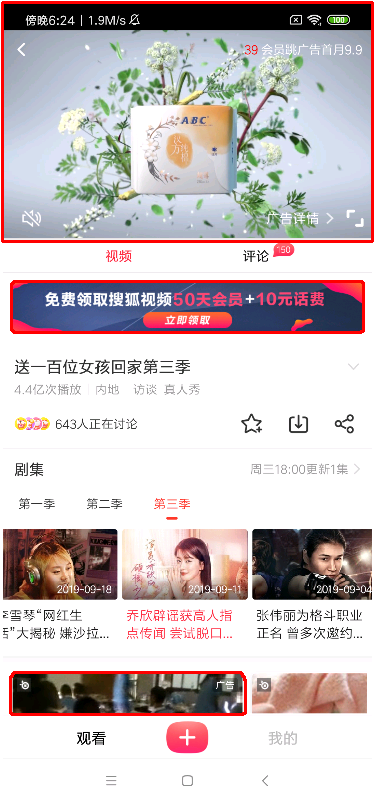 傍晚6:24 | 1.9M/s
100
39 会员跳广告首月9.9
ABC
汉方
广告详情
视频
评论
150
免费领取搜狐视频50天会员+10元话费
立即领取
送一百位女孩回家第三季
4.4亿次播放 | 内地 访谈 真人秀
643人正在讨论
剧集
周三18:00更新1集
第一季
第二季
第三季
2019-09-18
2019-09-11
2019-09-04
李雪琴“网红生
活”大揭秘 嫌沙拉...
乔欣辟谣获高人指
点传闻 尝试脱口...
张伟丽为格斗职业
正名 曾多次邀约...
广告
观看
我的